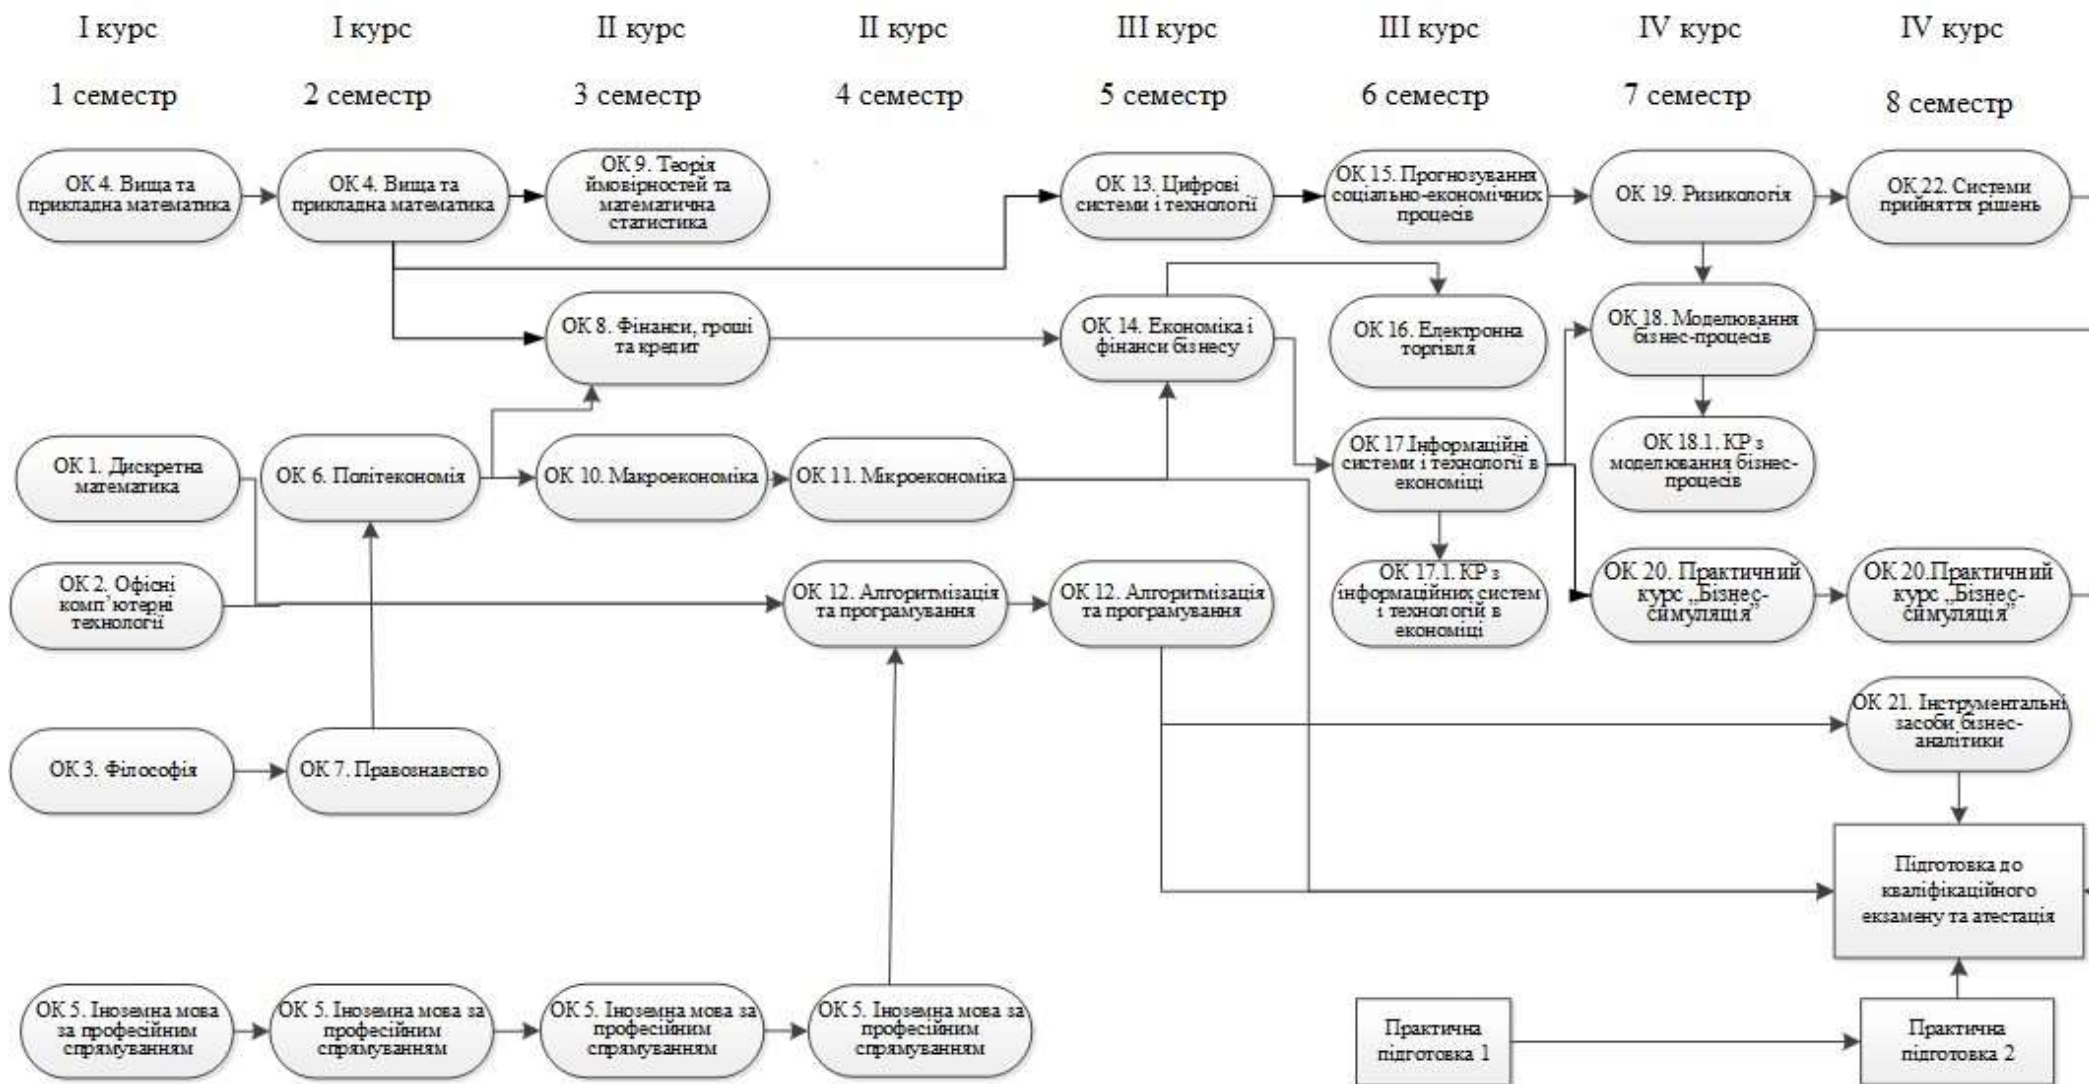 I курс
I курс
II курс
II курс
III курс
III курс
IV курс
IV курс
1 семестр
2 семестр
3 семестр
4 семестр
5 семестр
6 семестр
7 семестр
8 семестр
ОК 4. Вища та
прикладна математика
ОК 4. Вища та
прикладна математика
ОК 9. Теорія
ймовірностей та
математична
статистика
ОК 13. Цифрові
системи і технології
ОК 15. Прогнозування
соціально-економічних
процесів
ОК 19. Ризикологія
ОК 22. Системи
прийняття рішень
ОК 8. Фінанси, гроші
та кредит
ОК 14. Економіка і
фінанси бізнесу
ОК 16. Електронна
торгівля
ОК 18. Моделювання
бізнес-процесів
ОК 1. Дискретна
математика
ОК 6. Політекономія
ОК 10. Макроекономіка
ОК 11. Мікроекономіка
ОК 17.Інформаційні
системи і технології в
економіці
ОК 18.1. КР з
моделювання бізнес-
процесів
ОК 2. Офісні
комп’ютерні
технології
ОК 12. Алгоритмізація
та програмування
ОК 12. Алгоритмізація
та програмування
ОК 17.1. КР з
інформаційних систем
і технологій в
економіці
ОК 20. Практичний
курс „Бізнес-
симуляція”
ОК 20.Практичний
курс „Бізнес-
симуляція”
ОК 3. Філософія
ОК 7. Правознавство
ОК 21. Інструментальні
засоби бізнес-
аналітики
Підготовка до
кваліфікаційного
екзамену та атестація
ОК 5. Іноземна мова
за професійним
спрямуванням
ОК 5. Іноземна мова за
професійним
спрямуванням
ОК 5. Іноземна мова за
професійним
спрямуванням
ОК 5. Іноземна мова за
професійним
спрямуванням
Практична
підготовка 1
Практична
підготовка 2